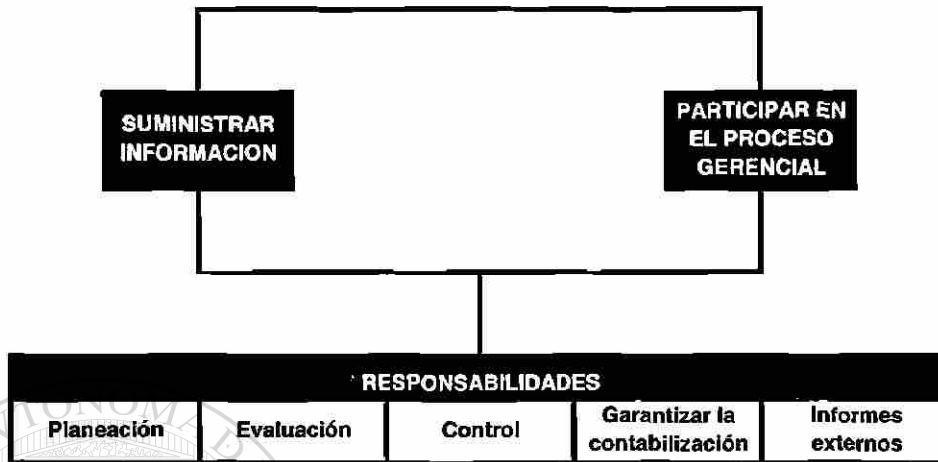 SUMINISTRAR
INFORMACION
PARTICIPAR EN
EL PROCESO
GERENCIAL
RESPONSABILIDADES
Planeación
Evaluación
Control
Garantizar la
contabilización
Informes
externos